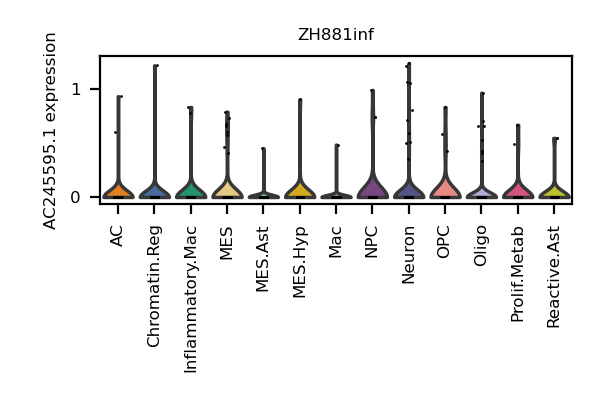 ZH881inf
AC245595.1 expression
1
0
AC
Chromatin.Reg
Inflammatory.Mac
MES
MES.Ast
MES.Hyp
Mac
NPC
Neuron
OPC
Oligo
Prolif.Metab
Reactive.Ast